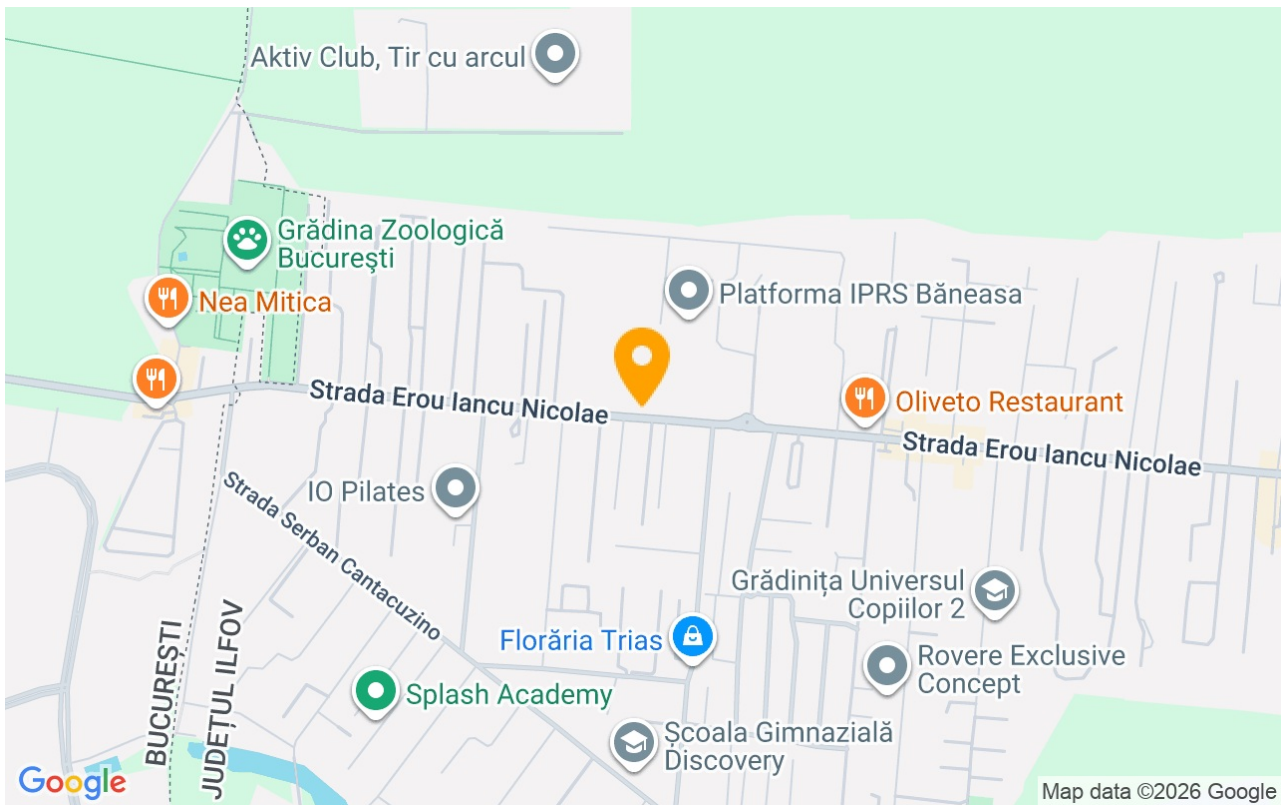 Aktiv Club, Tir cu arcul
Grădina Zoologică
București
Nea Mitica
Platforma IPRS Băneasa
Strada Erou Iancu Nicolae
Oliveto Restaurant
Strada Erou Iancu Nicolae
IO Pilates
Strada Serban Cantacuzino
Grădinița Universul
Copiilor 2
BUCUREȘTI
JUDEȚUL ILFOV
Florăria Trias
Rovere Exclusive
Concept
Splash Academy
Școala Gimnazială
Discovery
Google
Map data ©2026 Google